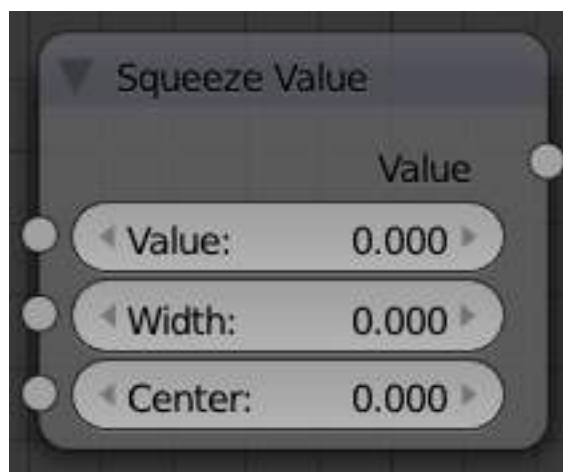 Squeeze Value
Value
Value: 0.000
Width: 0.000
Center: 0.000